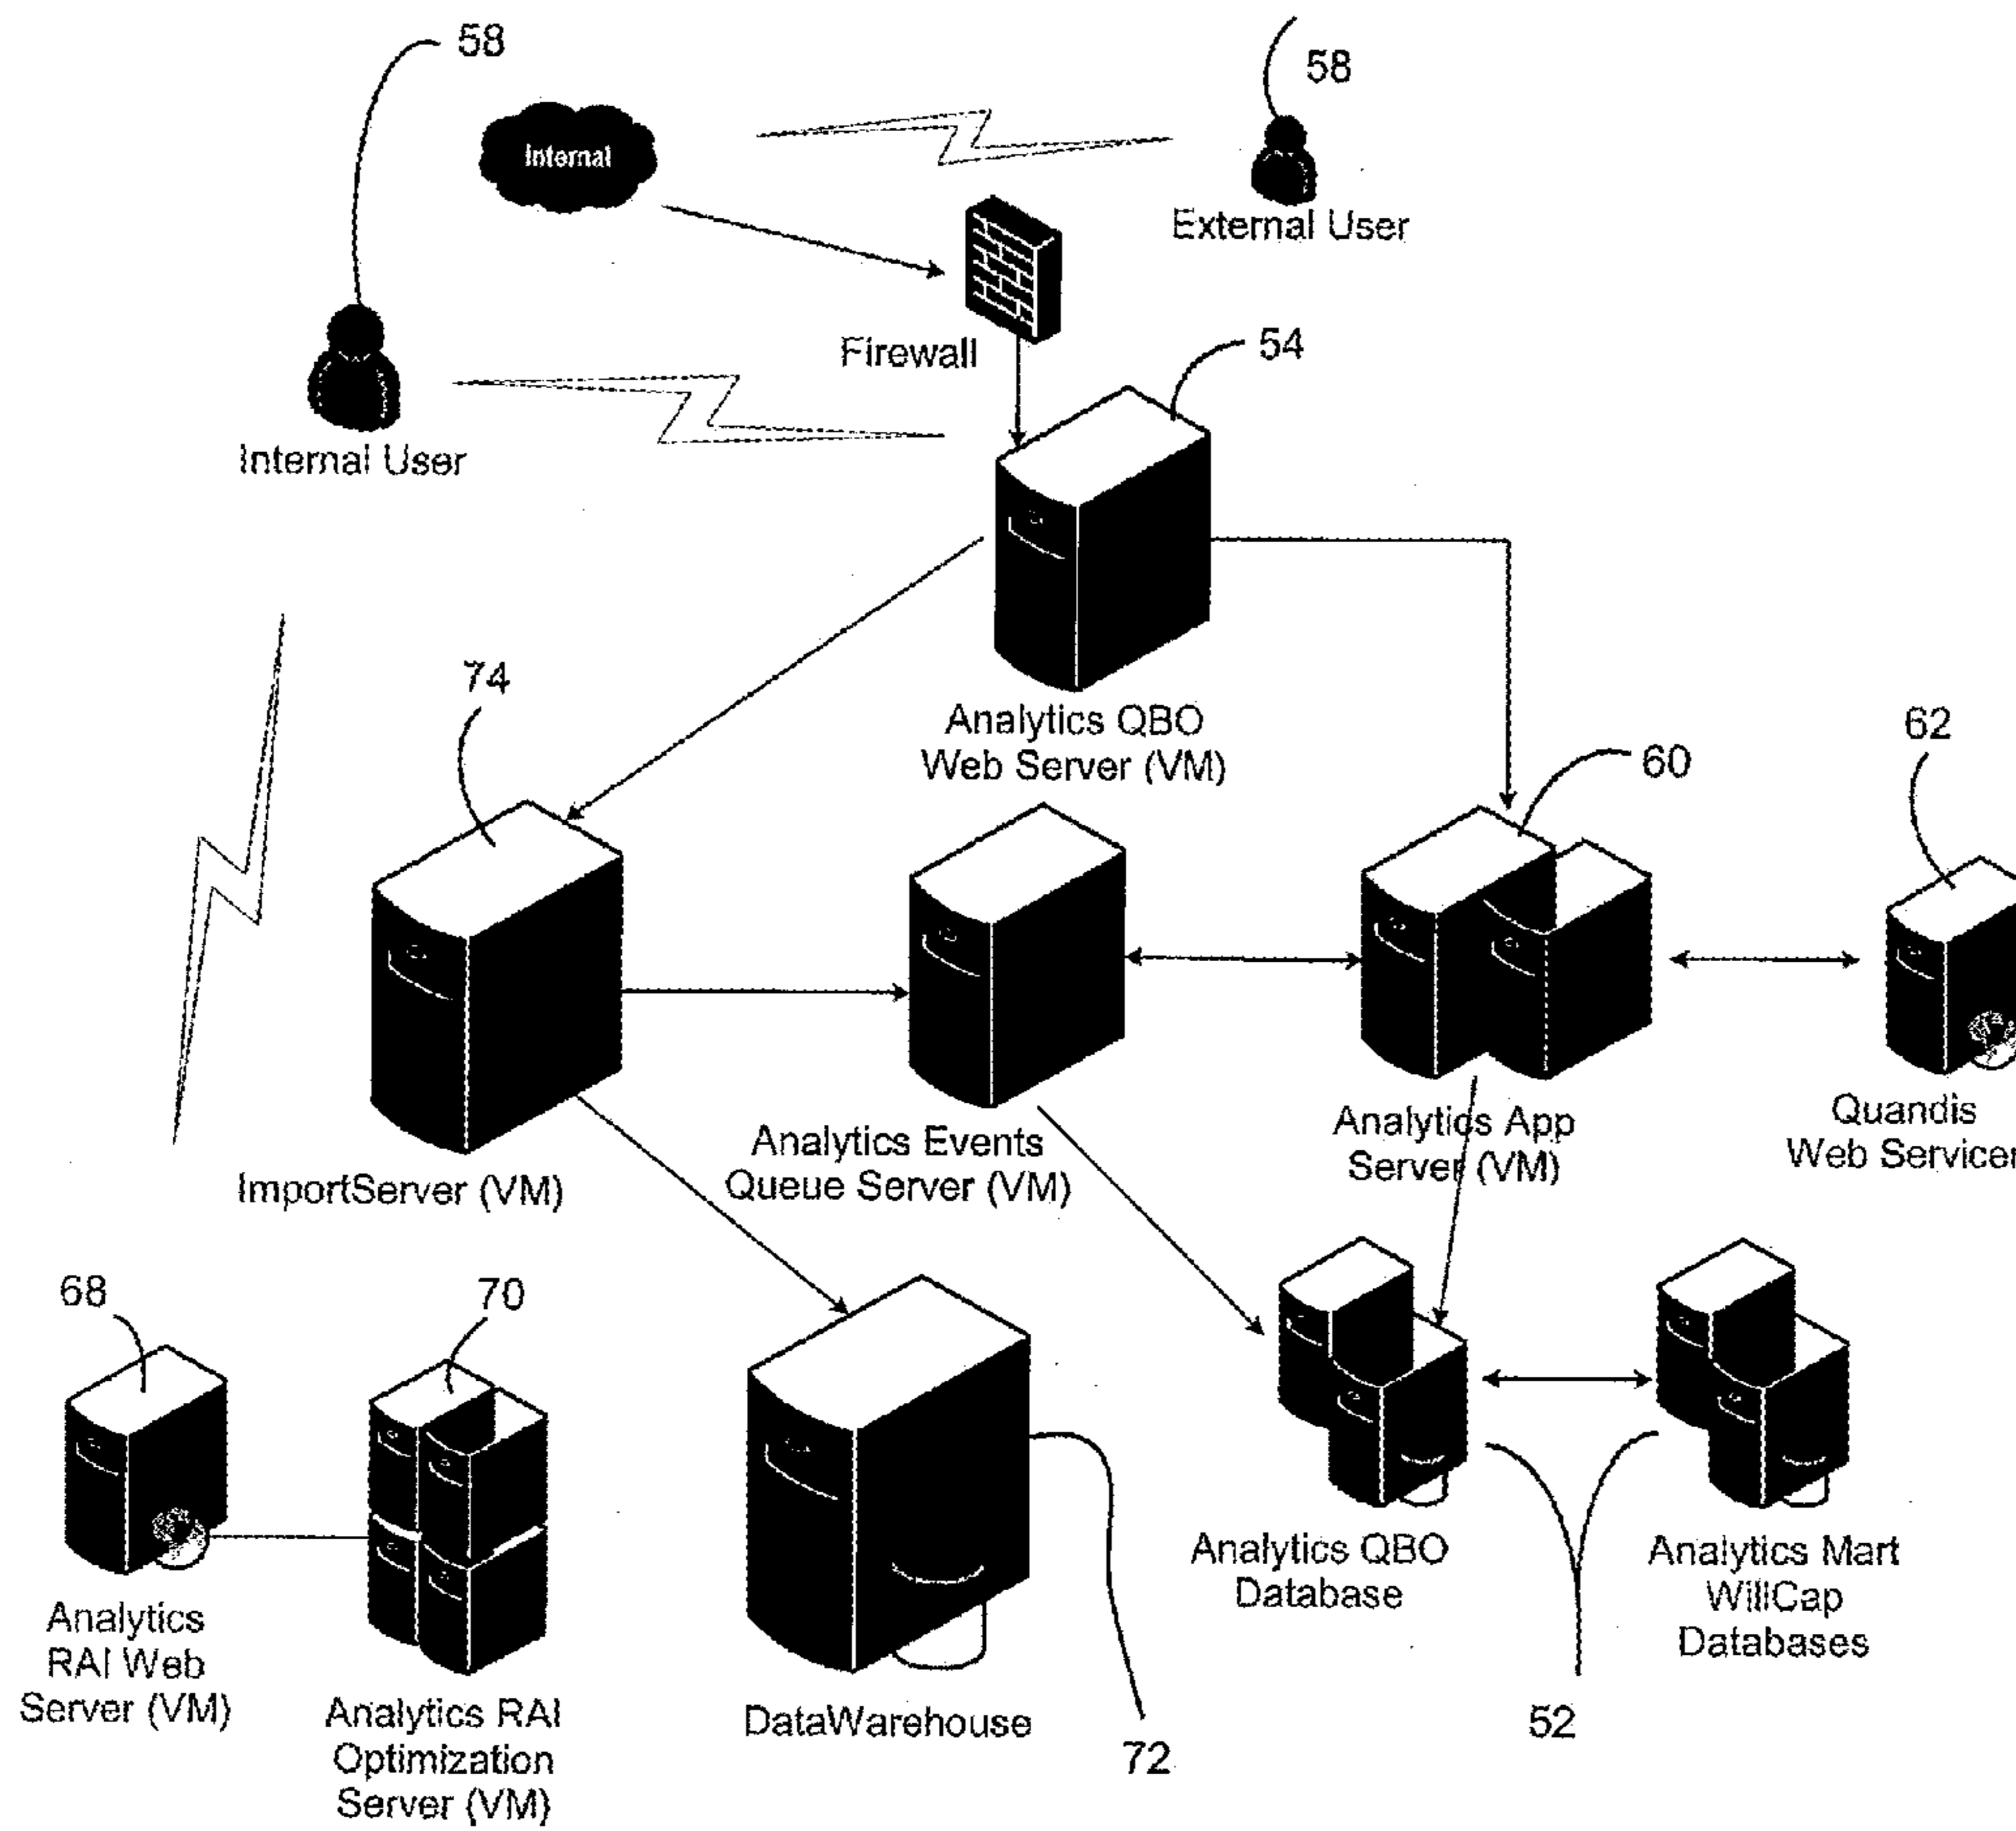 58
58
Internal
External User
Firewall
54
Internal User
74
Analytics QBO
Web Server (VM)
62
60
Analytics Events
Queue Server (VM)
Analytics App
Server (VM)
Quandis
Web Servicer
ImportServer (VM)
68
70
Analytics QBO
Database
Analytics Mart
WillCap
Databases
Analytics
RAI Web
Server (VM)
Analytics RAI
Optimization
Server (VM)
DataWarehouse
72
52